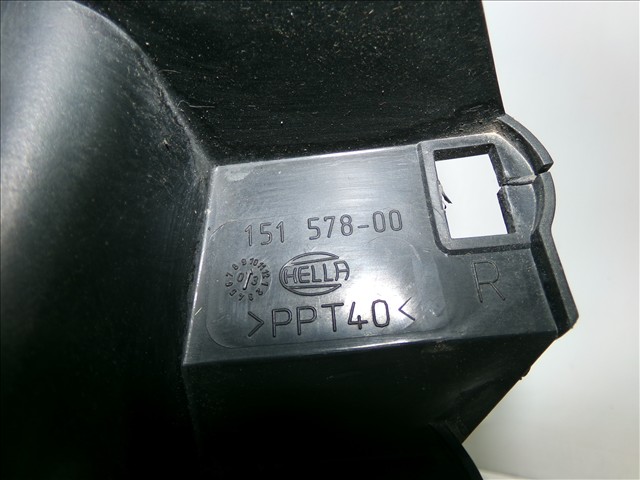 151 578-00
HELLA
>PPT40<
R